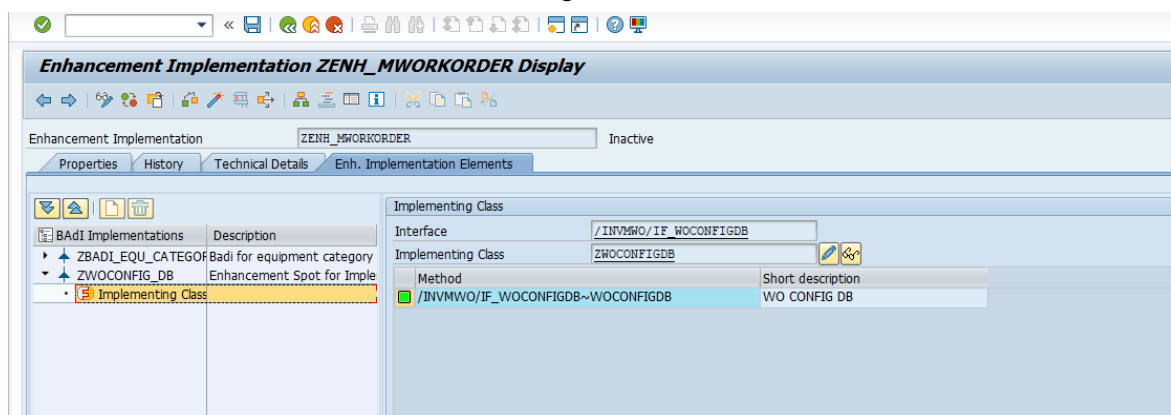 Enhancement Implementation ZENH_MWORKORDER Display
Enhancement Implementation ZENH_MWORKORDER Inactive
Properties History Technical Details Enh. Implementation Elements
Implementing Class
BAdI Implementations Description
Interface /INVMWO/IF_WOCONFIGDB
ZBADI_EQU_CATEGOR Badi for equipment category
Implementing Class ZWOCONFIGDB
ZWOCONFIG_DB Enhancement Spot for Imple
Method Short description
Implementing Class
/INVMWO/IF_WOCONFIGDB~WOCONFIGDB WO CONFIG DB